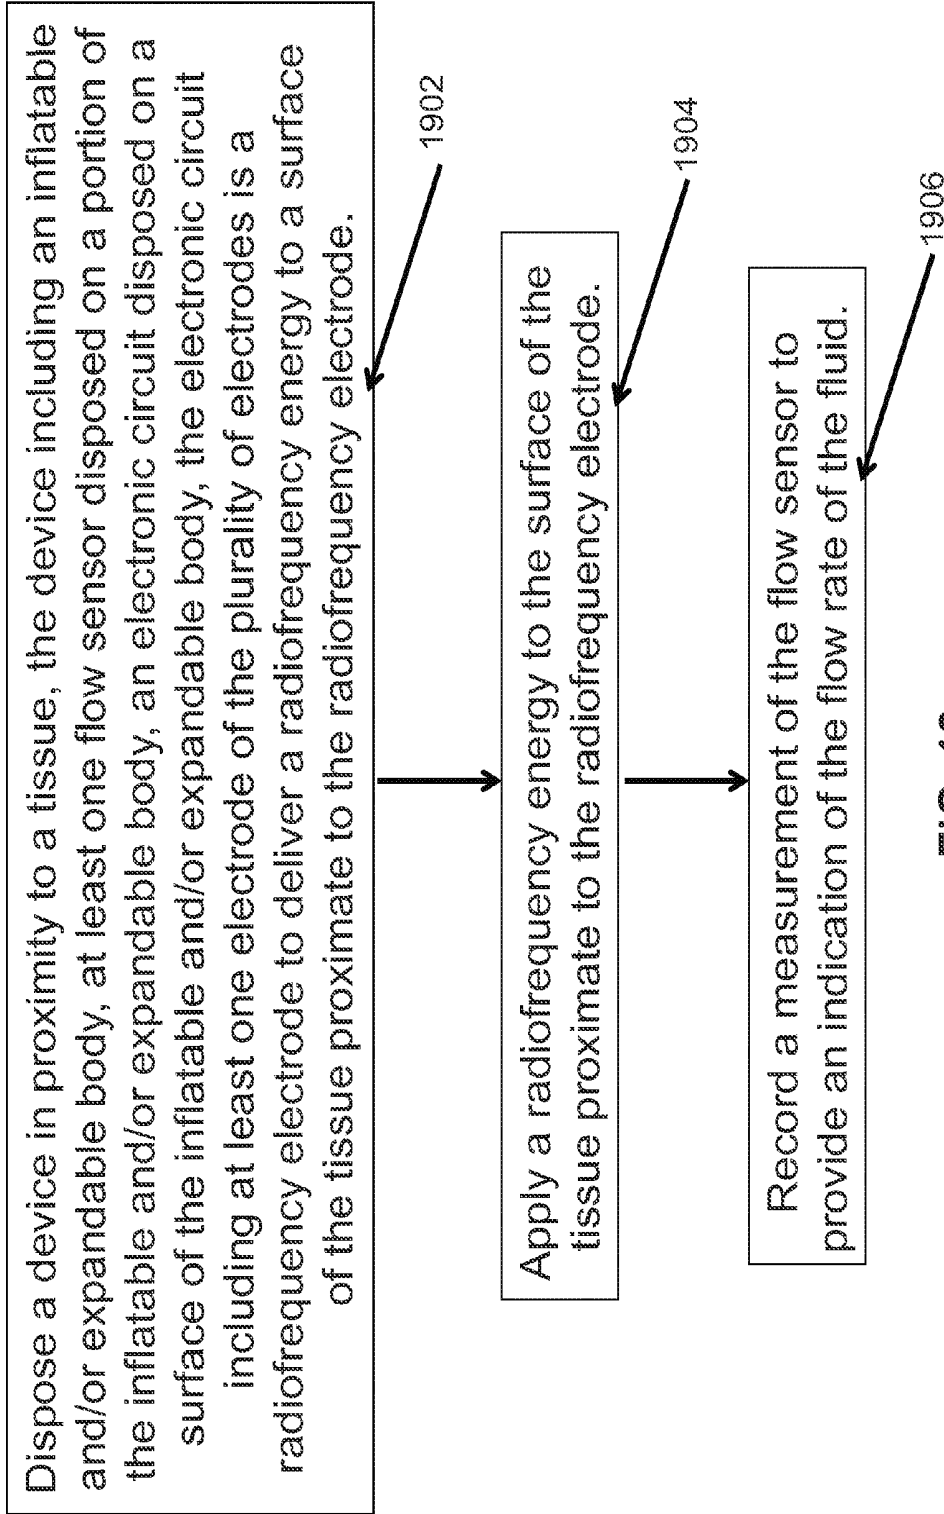 Dispose a device in proximity to a tissue, the device including an inflatable
and/or expandable body, at least one flow sensor disposed on a portion of
the inflatable and/or expandable body, an electronic circuit disposed on a
surface of the inflatable and/or expandable body, the electronic circuit
including at least one electrode of the plurality of electrodes is a
radiofrequency electrode to deliver a radiofrequency energy to a surface
of the tissue proximate to the radiofrequency electrode.
1902
Apply a radiofrequency energy to the surface of the
tissue proximate to the radiofrequency electrode.
1904
Record a measurement of the flow sensor to
provide an indication of the flow rate of the fluid.
1906